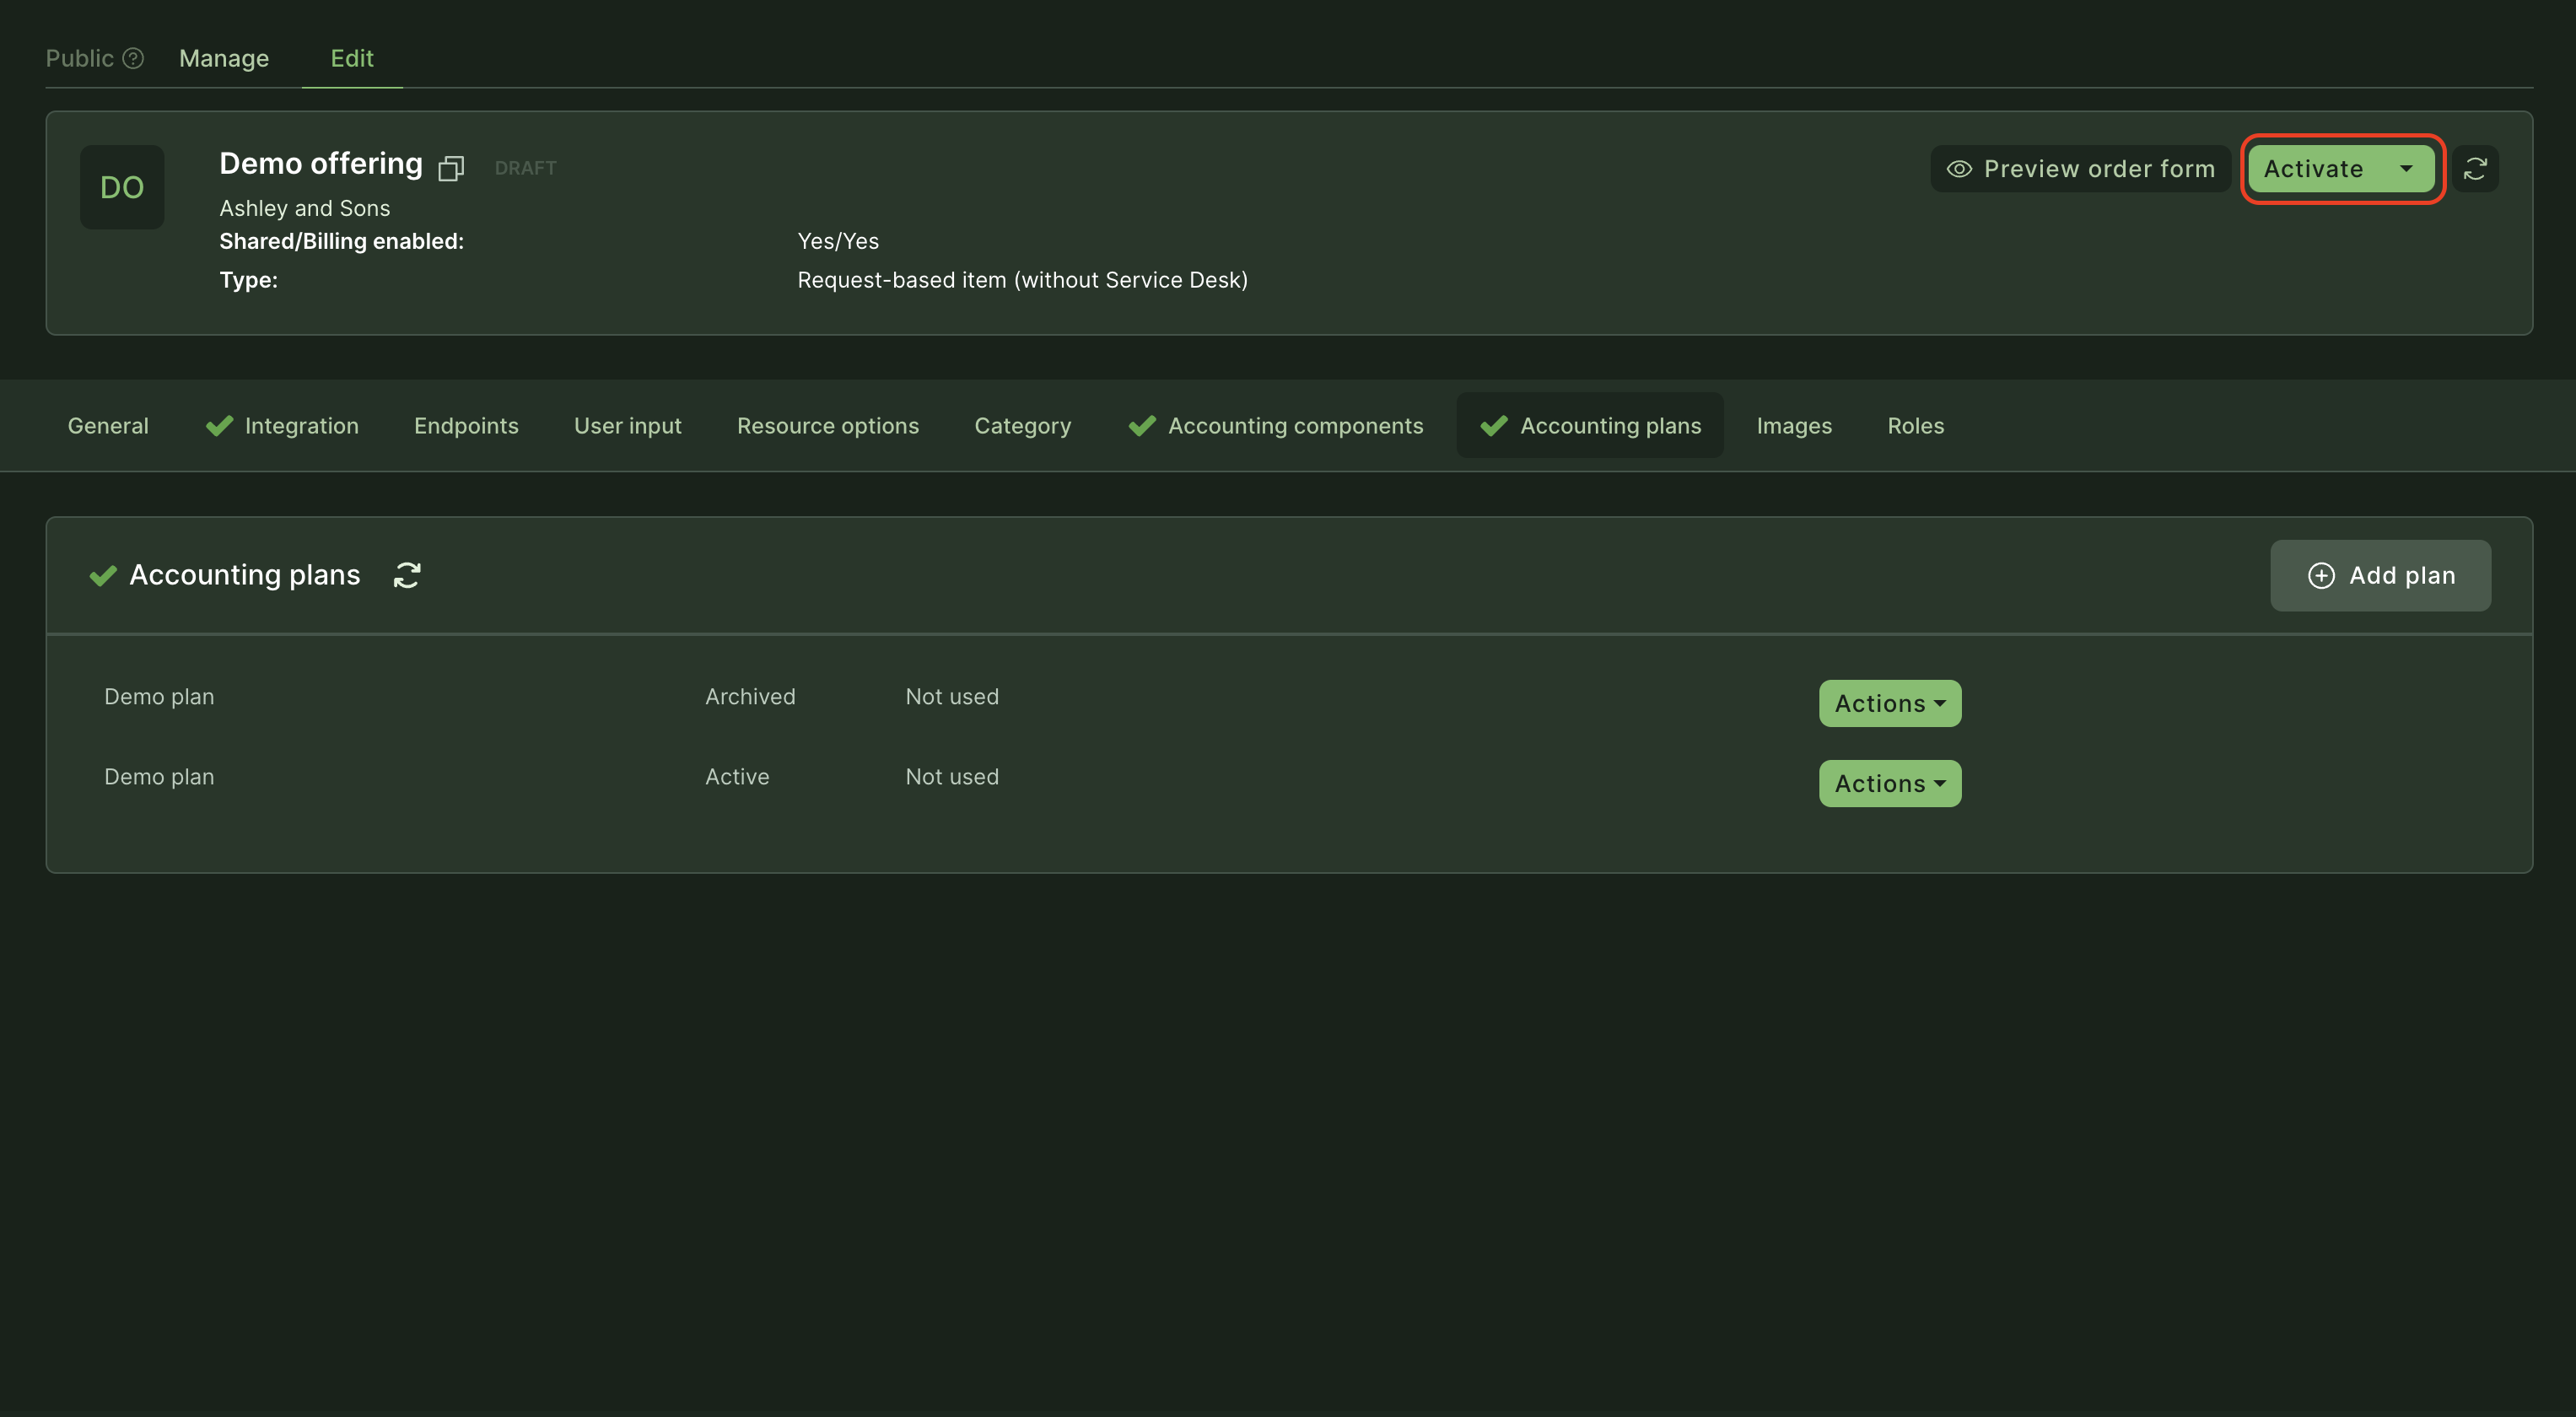 Public Manage Edit
DO
Demo offering DRAFT
Preview order form Activate
Ashley and Sons
Shared/Billing enabled: Yes/Yes
Type: Request-based item (without Service Desk)
General Integration Endpoints User input Resource options Category Accounting components Accounting plans Images Roles
Accounting plans Add plan
Demo plan Archived Not used Actions
Demo plan Active Not used Actions